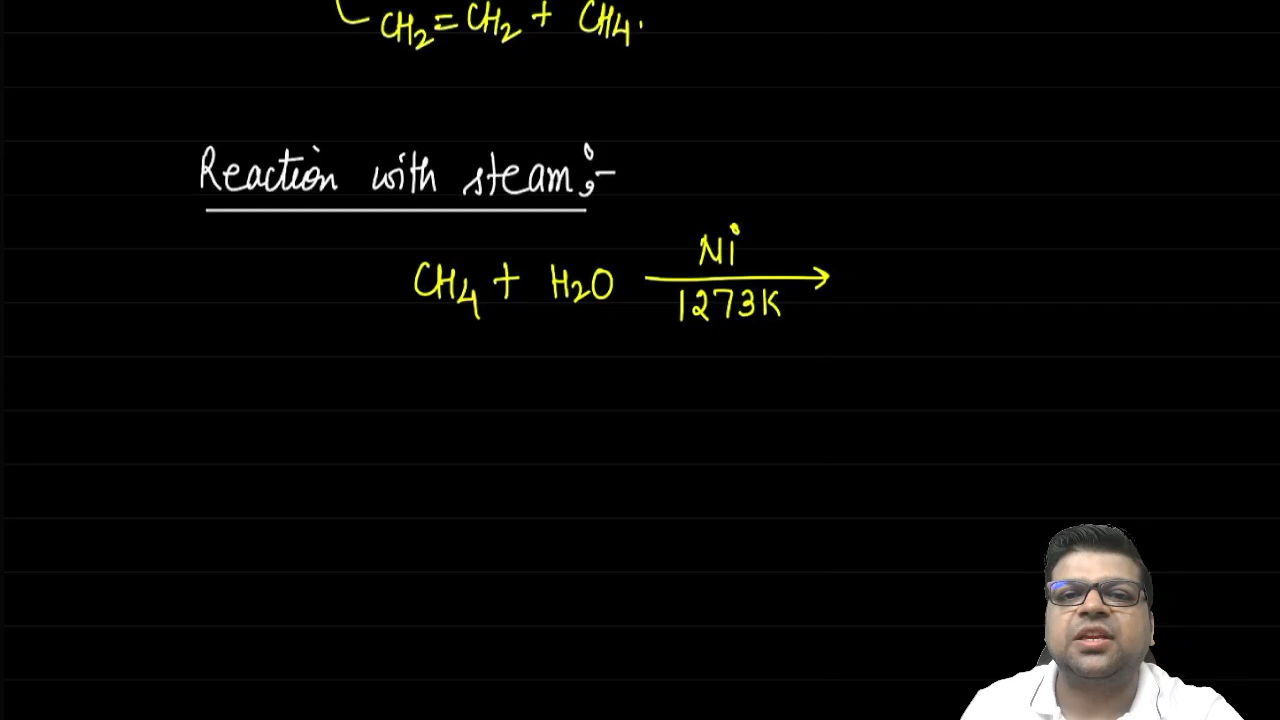 CH2=CH2 + CH4.
Reaction with steam:-
Ni
CH4 + H2O
1273K